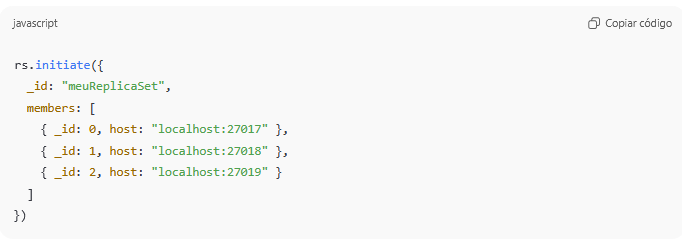 javascript
Copiar código
rs.initiate({
  _id: "meuReplicaSet",
  members: [
    { _id: 0, host: "localhost:27017" },
    { _id: 1, host: "localhost:27018" },
    { _id: 2, host: "localhost:27019" }
  ]
})